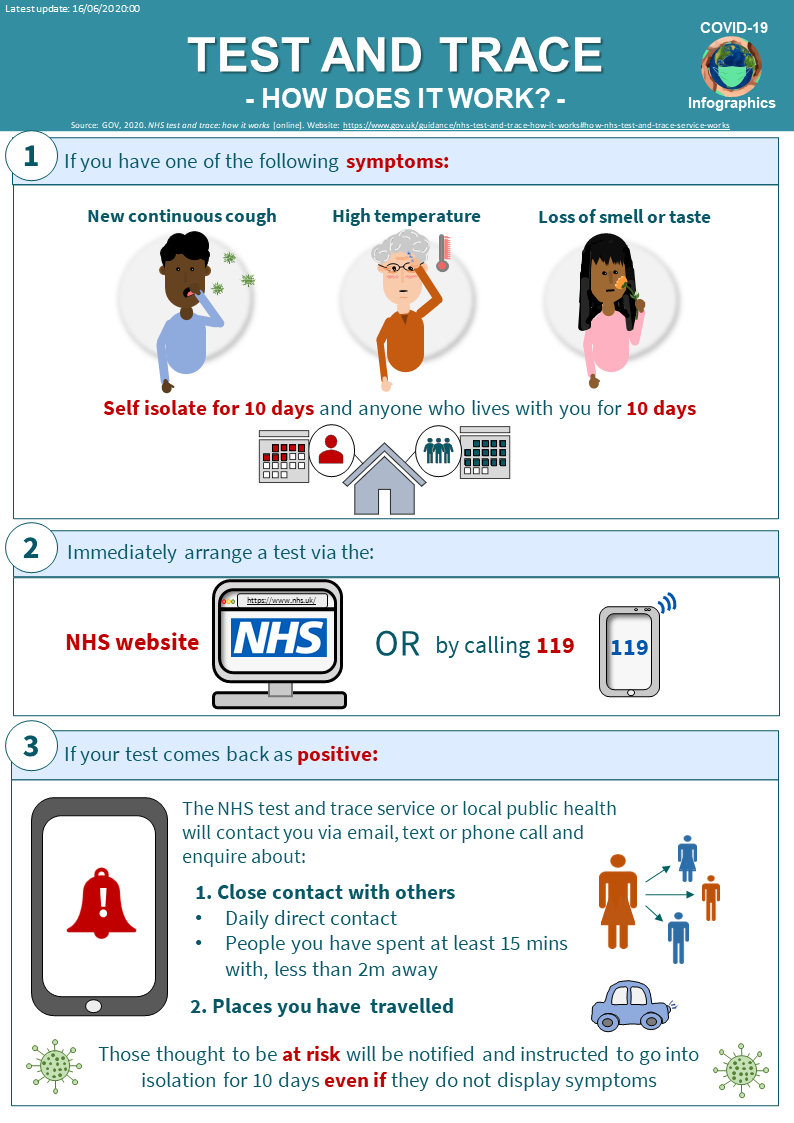 Latest update: 16/06/2020:00
COVID-19
TEST AND TRACE
- HOW DOES IT WORK? -
Infographics
Source: GOV, 2020. NHS test and trace: how it works [online]. Website: https://www.gov.uk/guidance/nhs-test-and-trace-how-it-works#how-nhs-test-and-trace-service-works
1
If you have one of the following symptoms:
New continuous cough
High temperature
Loss of smell or taste
Self isolate for 10 days and anyone who lives with you for 10 days
2
Immediately arrange a test via the:
NHS website
https://www.nhs.uk/
NHS
OR by calling 119
119
3
If your test comes back as positive:
The NHS test and trace service or local public health
will contact you via email, text or phone call and
enquire about:
!
1. Close contact with others
• Daily direct contact
• People you have spent at least 15 mins
with, less than 2m away
2. Places you have travelled
Those thought to be at risk will be notified and instructed to go into
isolation for 10 days even if they do not display symptoms